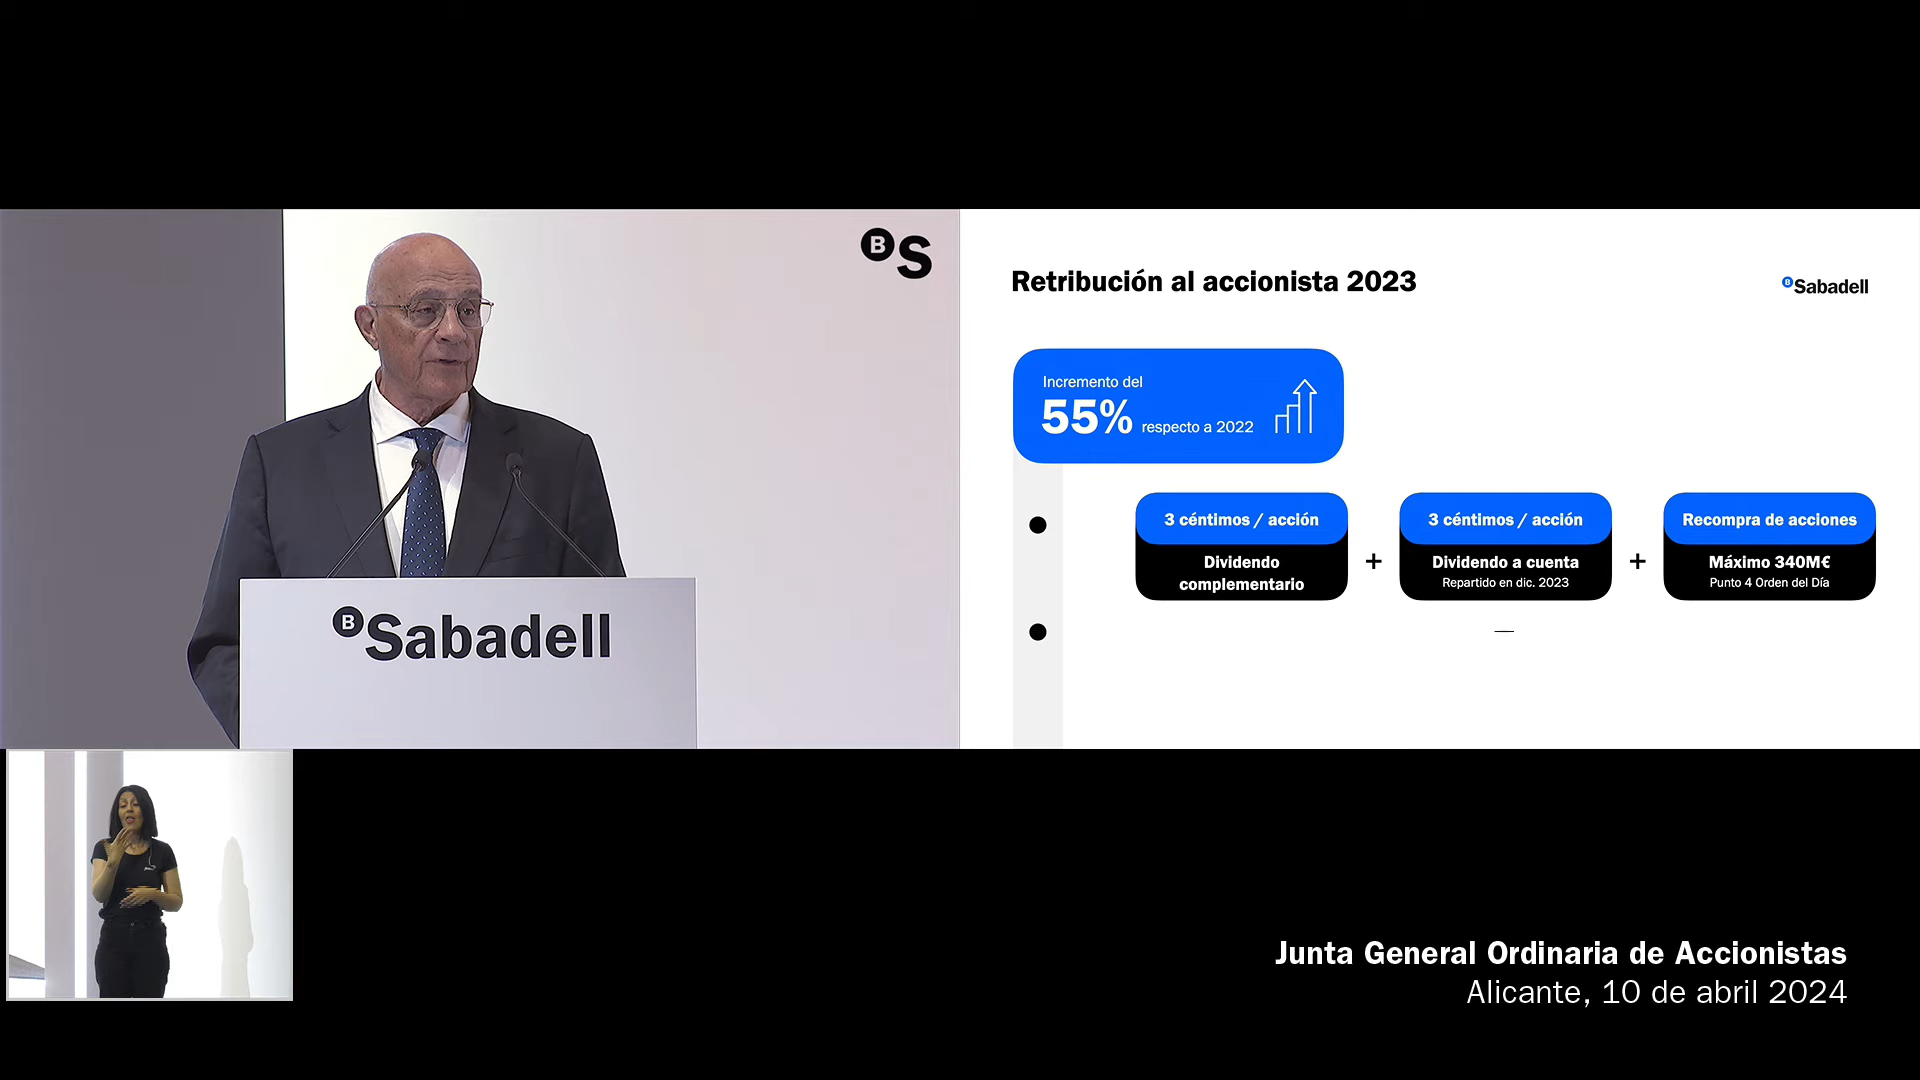 BS
BSabadell
Retribución al accionista 2023
BSabadell
Incremento del
55% respecto a 2022
3 céntimos / acción
Dividendo
complementario
+
3 céntimos / acción
Dividendo a cuenta
Repartido en dic. 2023
+
Recompra de acciones
Máximo 340M€
Punto 4 Orden del Día
Junta General Ordinaria de Accionistas
Alicante, 10 de abril 2024